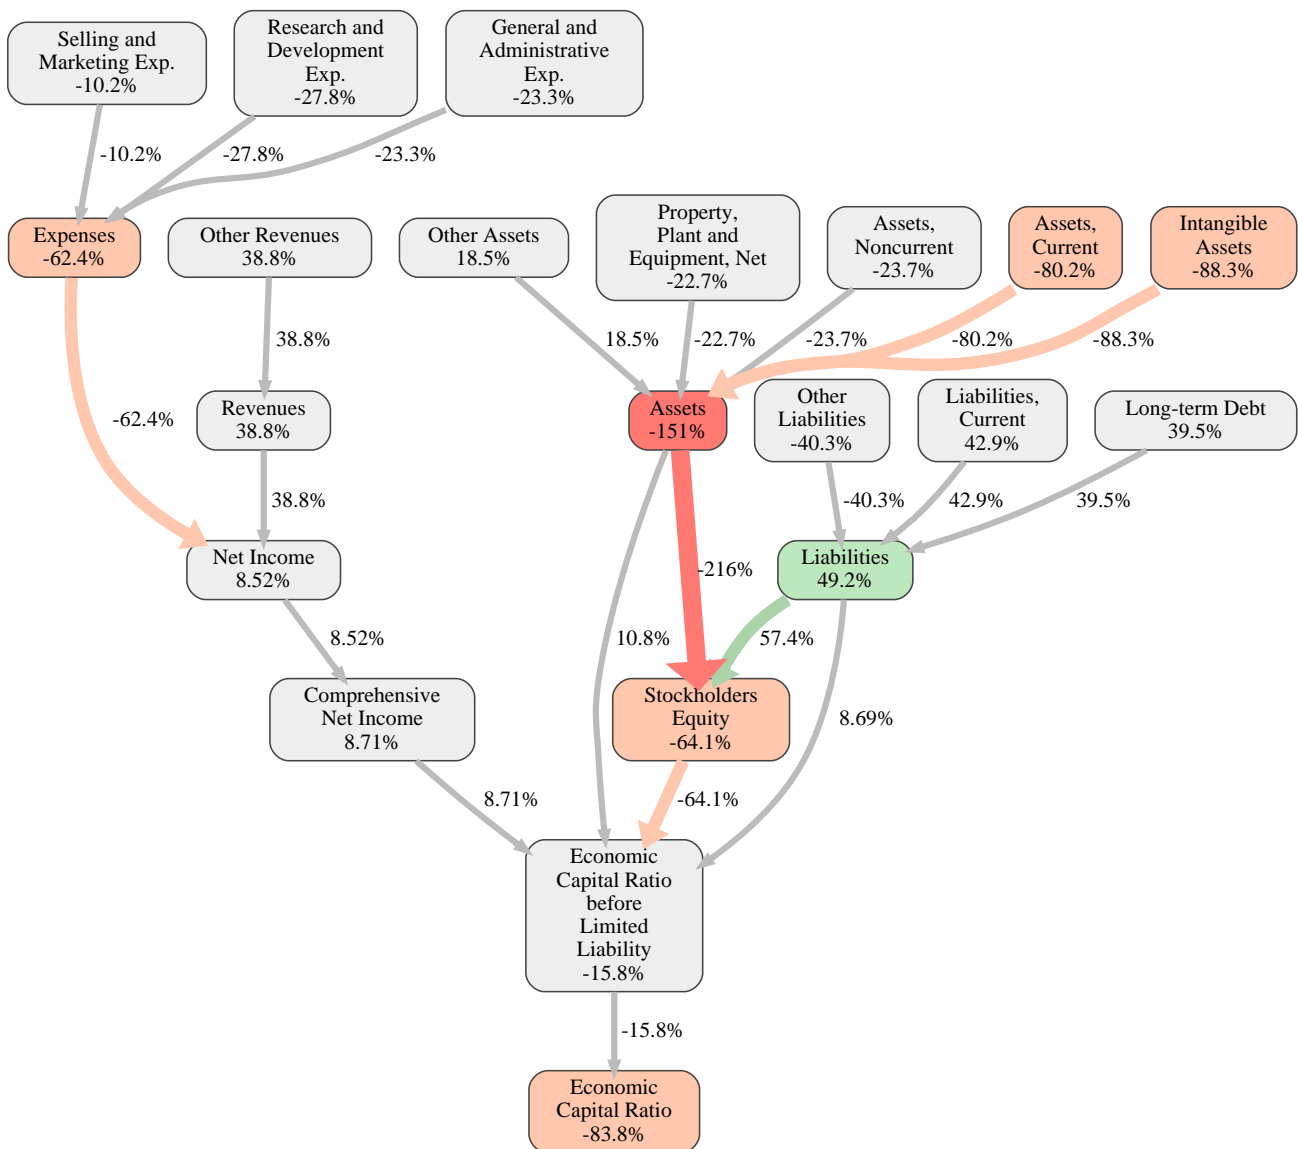 Selling and
Marketing Exp.
-10.2%
Research and
Development
Exp.
-27.8%
General and
Administrative
Exp.
-23.3%
-10.2%
-27.8%
-23.3%
Expenses
-62.4%
Other Revenues
38.8%
Other Assets
18.5%
Property,
Plant and
Equipment, Net
-22.7%
Assets,
Noncurrent
-23.7%
Assets,
Current
-80.2%
Intangible
Assets
-88.3%
38.8%
18.5%
-22.7%
-23.7%
-80.2%
-88.3%
-62.4%
Revenues
38.8%
Assets
-151%
Other
Liabilities
-40.3%
Liabilities,
Current
42.9%
Long-term Debt
39.5%
38.8%
-40.3%
42.9%
39.5%
Net Income
8.52%
-216%
Liabilities
49.2%
8.52%
10.8%
57.4%
Comprehensive
Net Income
8.71%
Stockholders
Equity
-64.1%
8.69%
8.71%
-64.1%
Economic
Capital Ratio
before
Limited
Liability
-15.8%
-15.8%
Economic
Capital Ratio
-83.8%